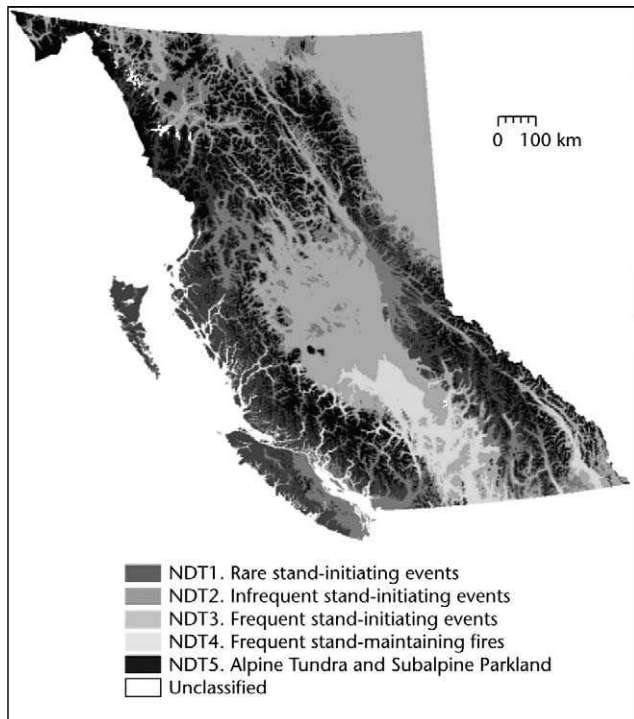 0 100 km
NDT1. Rare stand-initiating events
NDT2. Infrequent stand-initiating events
NDT3. Frequent stand-initiating events
NDT4. Frequent stand-maintaining fires
NDT5. Alpine Tundra and Subalpine Parkland
Unclassified